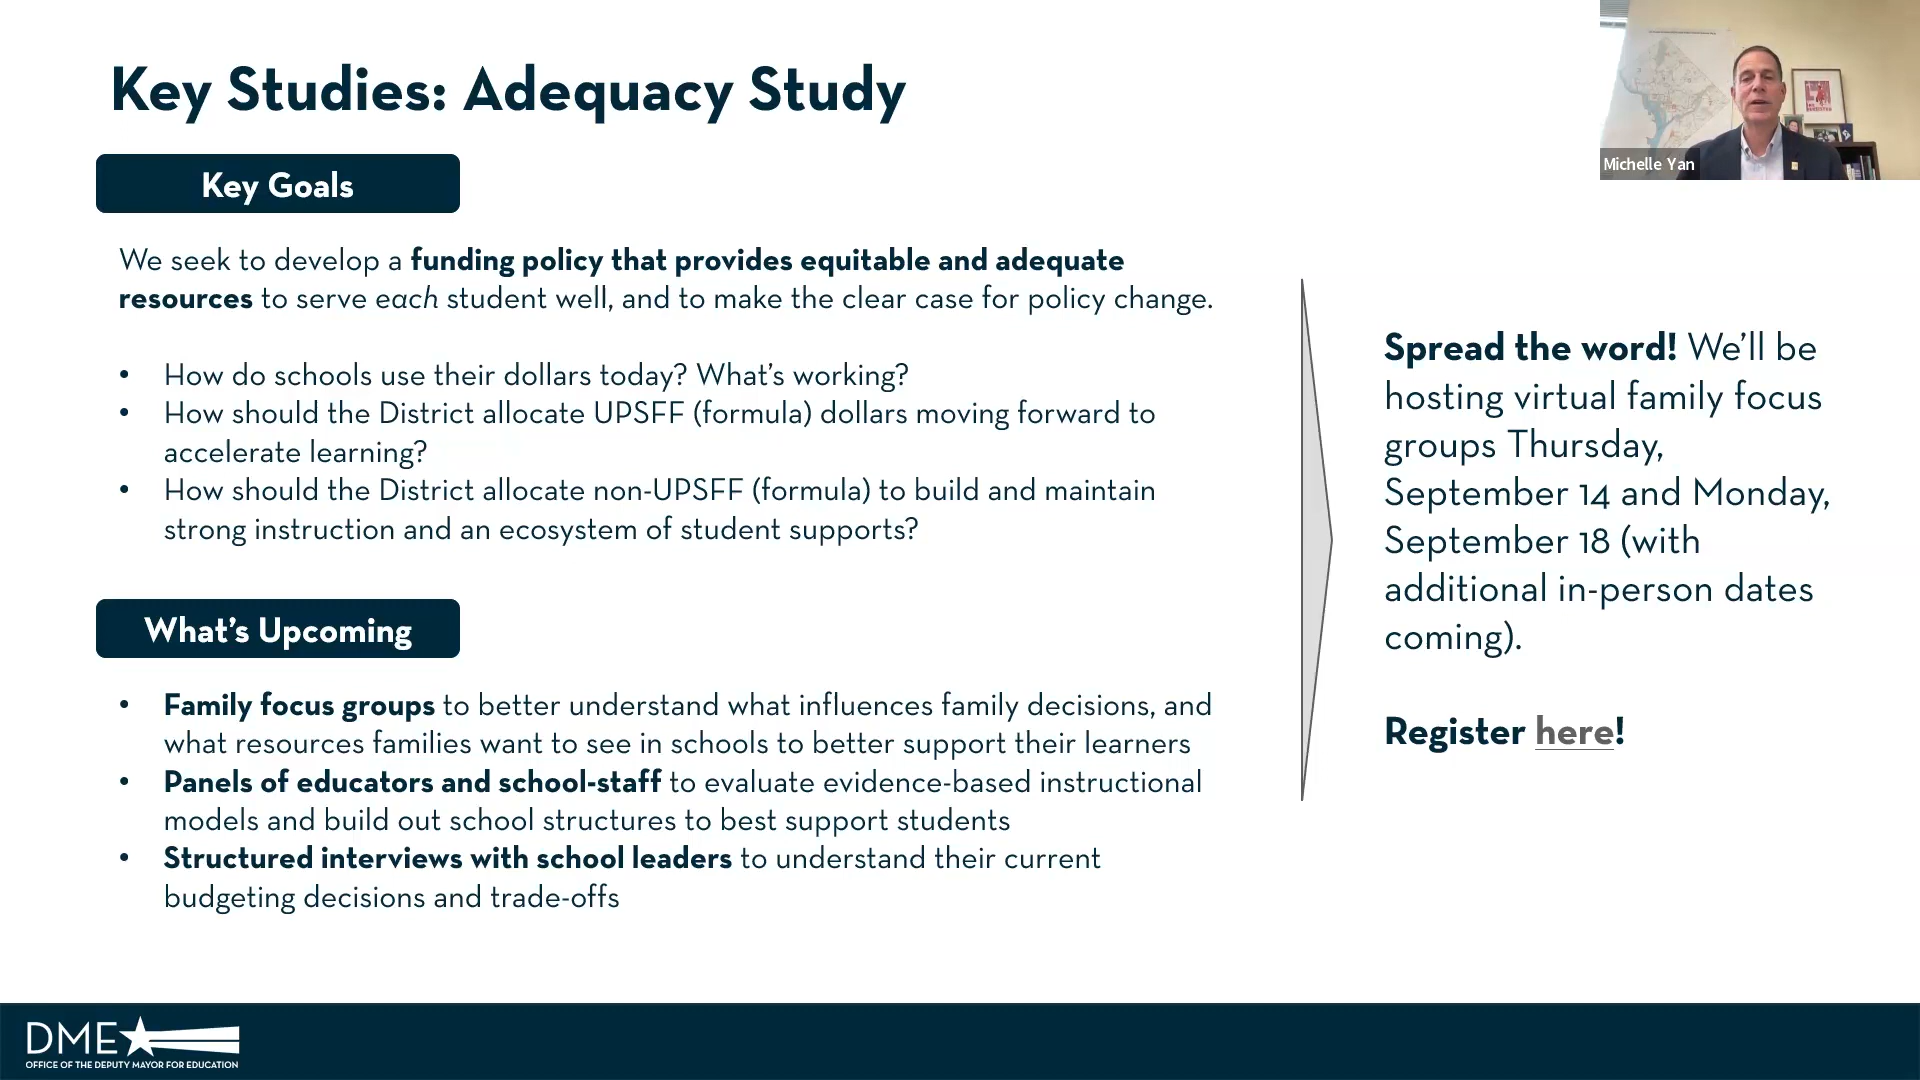 Key Studies: Adequacy Study
Michelle Yan
Key Goals
We seek to develop a funding policy that provides equitable and adequate
resources to serve each student well, and to make the clear case for policy change.
• How do schools use their dollars today? What's working?
• How should the District allocate UPSFF (formula) dollars moving forward to
accelerate learning?
• How should the District allocate non-UPSFF (formula) to build and maintain
strong instruction and an ecosystem of student supports?
What's Upcoming
• Family focus groups to better understand what influences family decisions, and
what resources families want to see in schools to better support their learners
• Panels of educators and school-staff to evaluate evidence-based instructional
models and build out school structures to best support students
• Structured interviews with school leaders to understand their current
budgeting decisions and trade-offs
Spread the word! We'll be
hosting virtual family focus
groups Thursday,
September 14 and Monday,
September 18 (with
additional in-person dates
coming).
Register here!
DME
OFFICE OF THE DEPUTY MAYOR FOR EDUCATION